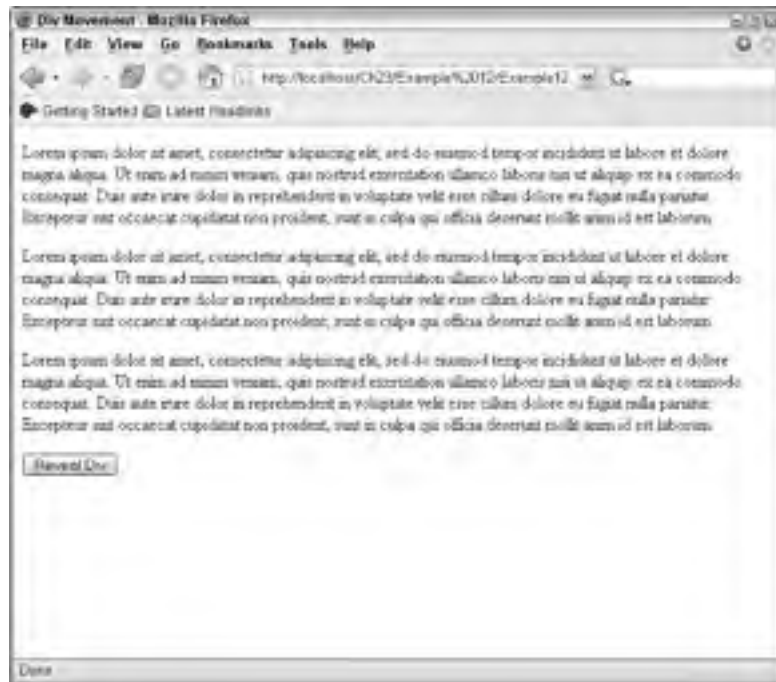 Div Movement - Mozilla Firefox
File Edit View Go Bookmarks Tools Help
http://localhost/Ch23/Example%2012/Example12
Getting Started Latest Headlines
Lorem ipsum dolor sit amet, consectetur adipisicing elit, sed do eiusmod tempor incididunt ut labore et dolore
magna aliqua. Ut enim ad minim veniam, quis nostrud exercitation ullamco laboris nisi ut aliquip ex ea commodo
consequat. Duis aute irure dolor in reprehenderit in voluptate velit esse cillum dolore eu fugiat nulla pariatur.
Excepteur sint occaecat cupidatat non proident, sunt in culpa qui officia deserunt mollit anim id est laborum.
Lorem ipsum dolor sit amet, consectetur adipisicing elit, sed do eiusmod tempor incididunt ut labore et dolore
magna aliqua. Ut enim ad minim veniam, quis nostrud exercitation ullamco laboris nisi ut aliquip ex ea commodo
consequat. Duis aute irure dolor in reprehenderit in voluptate velit esse cillum dolore eu fugiat nulla pariatur.
Excepteur sint occaecat cupidatat non proident, sunt in culpa qui officia deserunt mollit anim id est laborum.
Lorem ipsum dolor sit amet, consectetur adipisicing elit, sed do eiusmod tempor incididunt ut labore et dolore
magna aliqua. Ut enim ad minim veniam, quis nostrud exercitation ullamco laboris nisi ut aliquip ex ea commodo
consequat. Duis aute irure dolor in reprehenderit in voluptate velit esse cillum dolore eu fugiat nulla pariatur.
Excepteur sint occaecat cupidatat non proident, sunt in culpa qui officia deserunt mollit anim id est laborum.
Reveal Div
Done